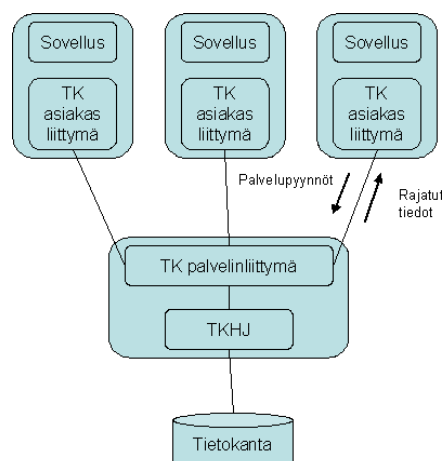 Sovellus
TK
asiakas
liittymä
Sovellus
TK
asiakas
liittymä
Sovellus
TK
asiakas
liittymä
Palvelupyynnöt
Rajatut
tiedot
TK palvelinliittymä
TKHJ
Tietokanta